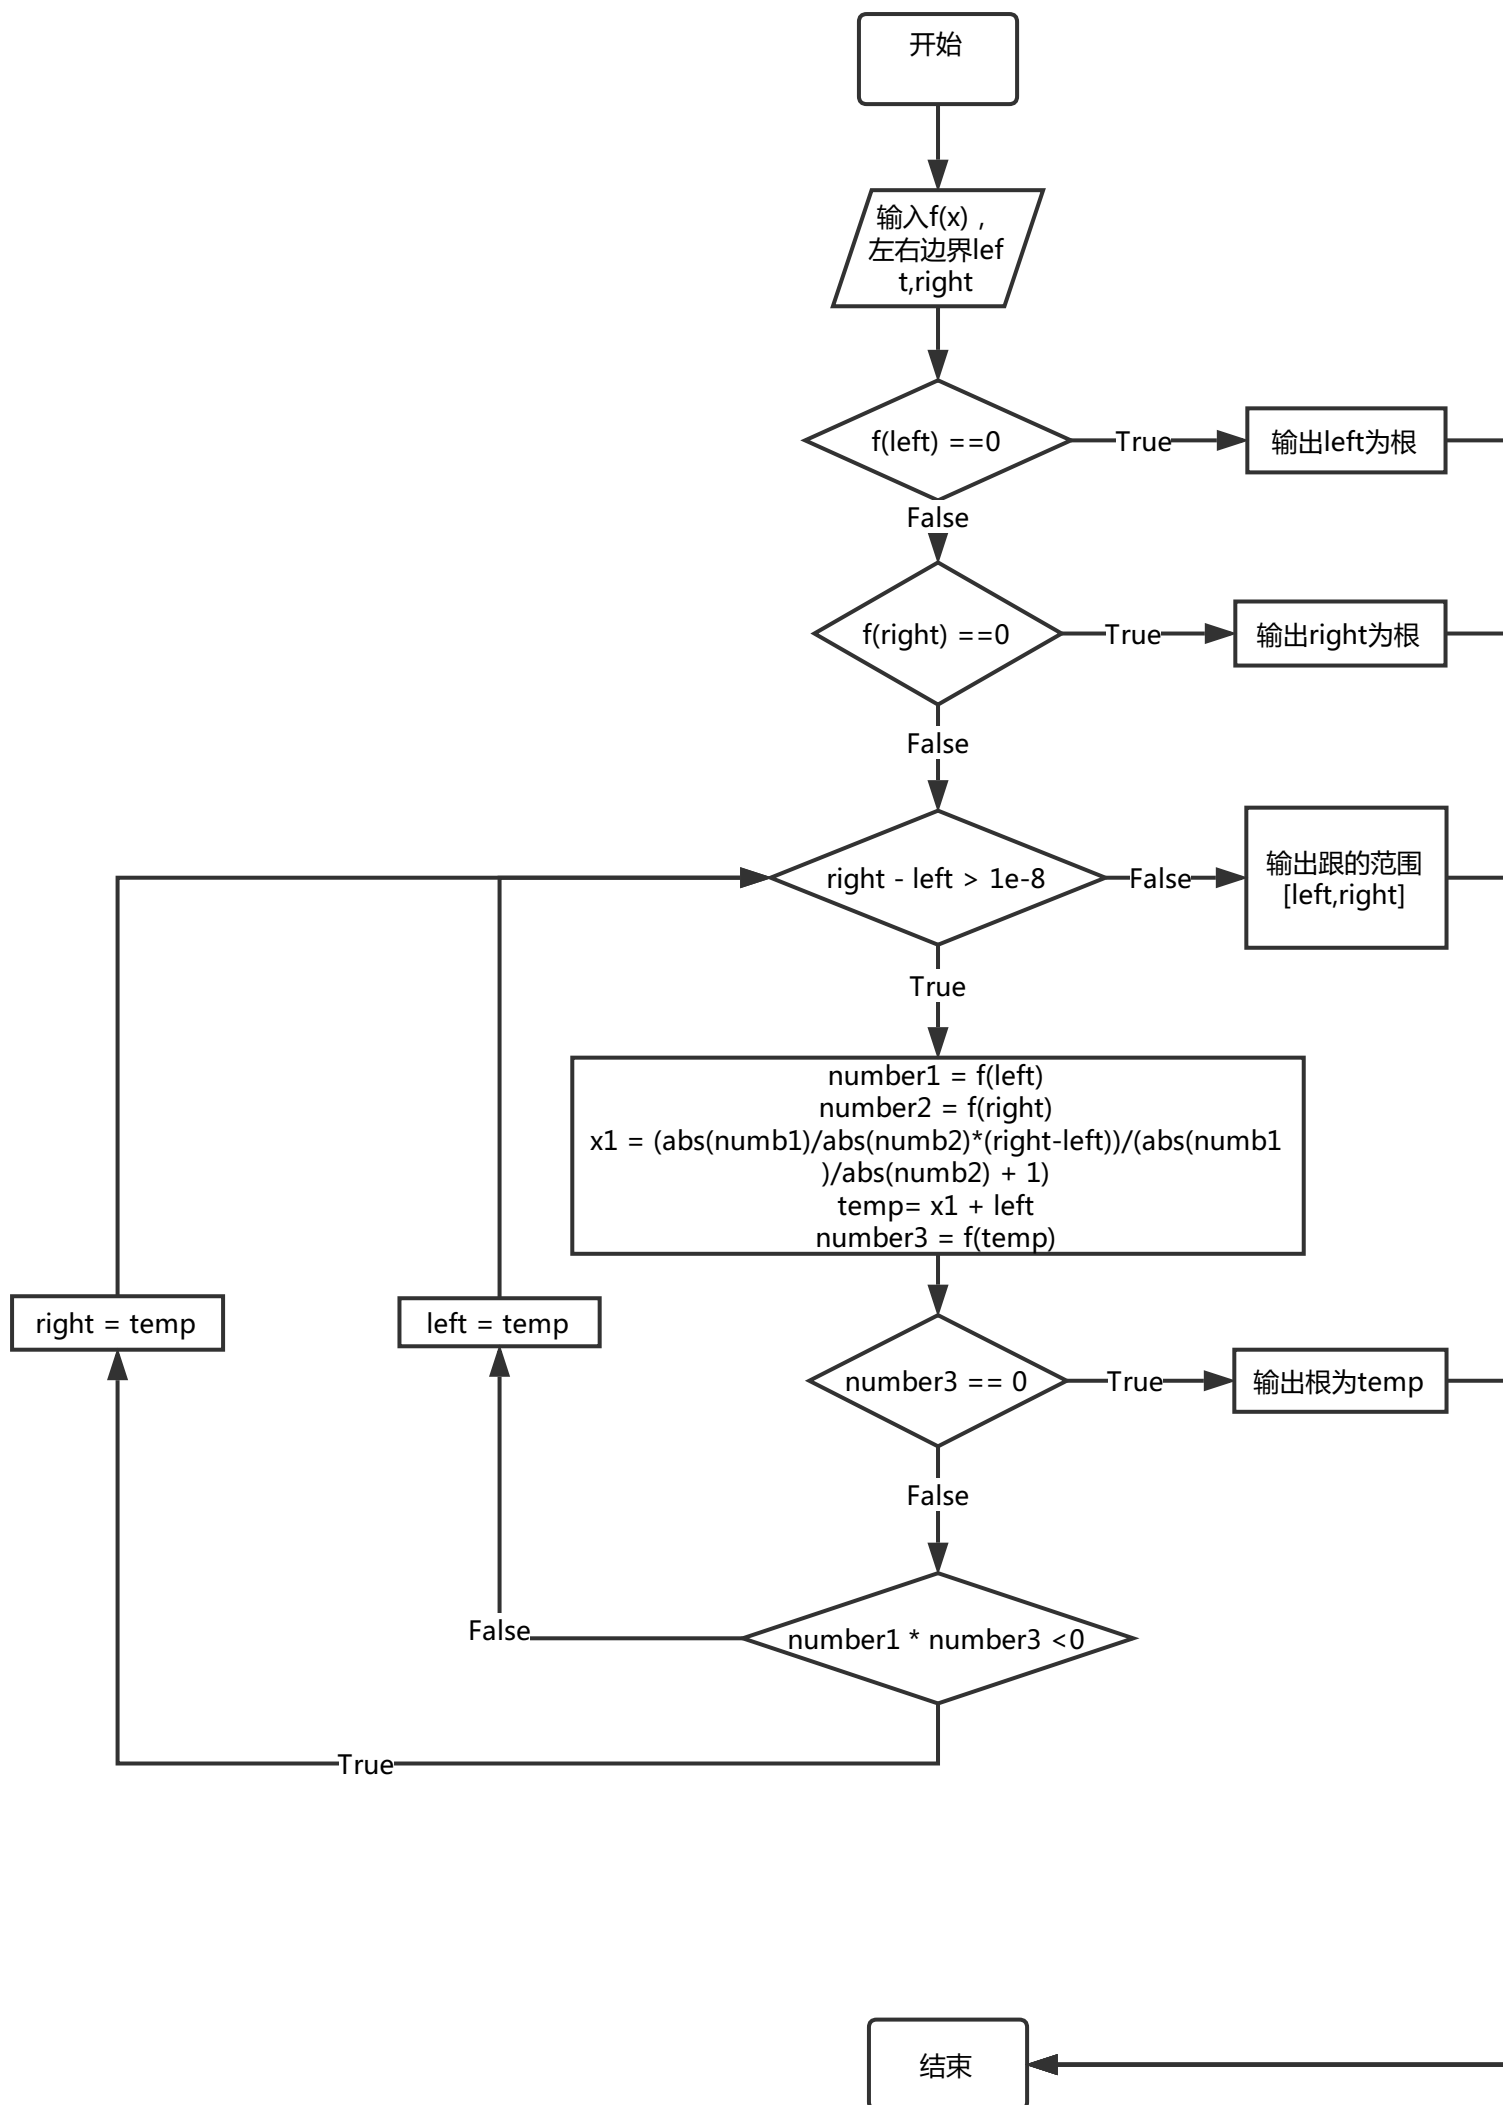 开始
输入f(x)，
左右边界lef
t,right
f(left) ==0
True
输出left为根
False
f(right) ==0
True
输出right为根
False
right - left > 1e-8
False
输出跟的范围
[left,right]
True
number1 = f(left)
number2 = f(right)
x1 = (abs(numb1)/abs(numb2)*(right-left))/(abs(numb1
)/abs(numb2) + 1)
temp= x1 + left
number3 = f(temp)
right = temp
left = temp
number3 == 0
True
输出根为temp
False
False
number1 * number3 <0
True
结束